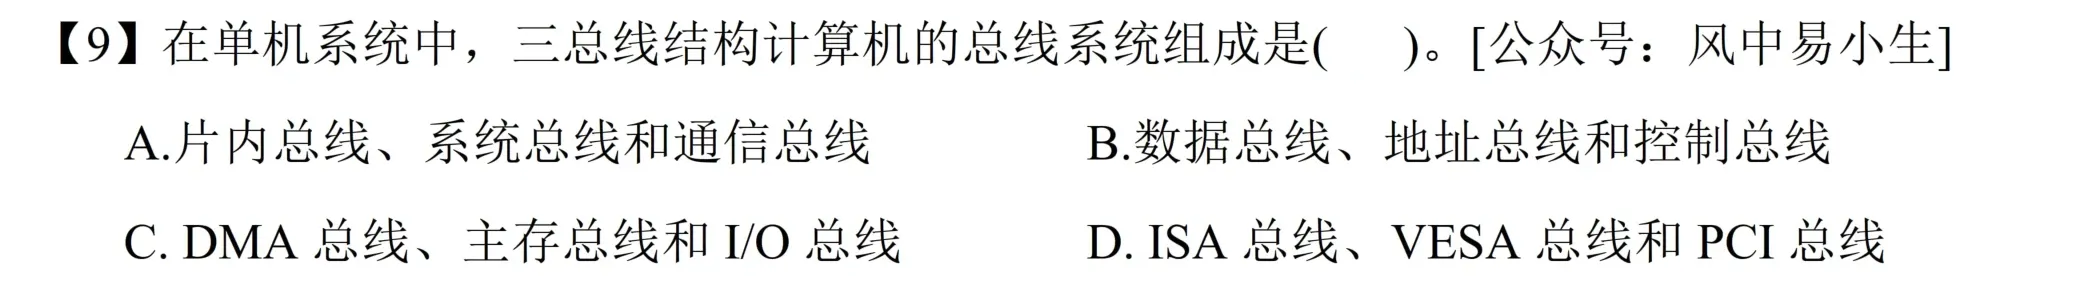 【9】在单机系统中，三总线结构计算机的总线系统组成是(    )。[公众号：风中易小生]
A.片内总线、系统总线和通信总线    B.数据总线、地址总线和控制总线
C. DMA 总线、主存总线和 I/O 总线    D. ISA 总线、VESA 总线和 PCI 总线